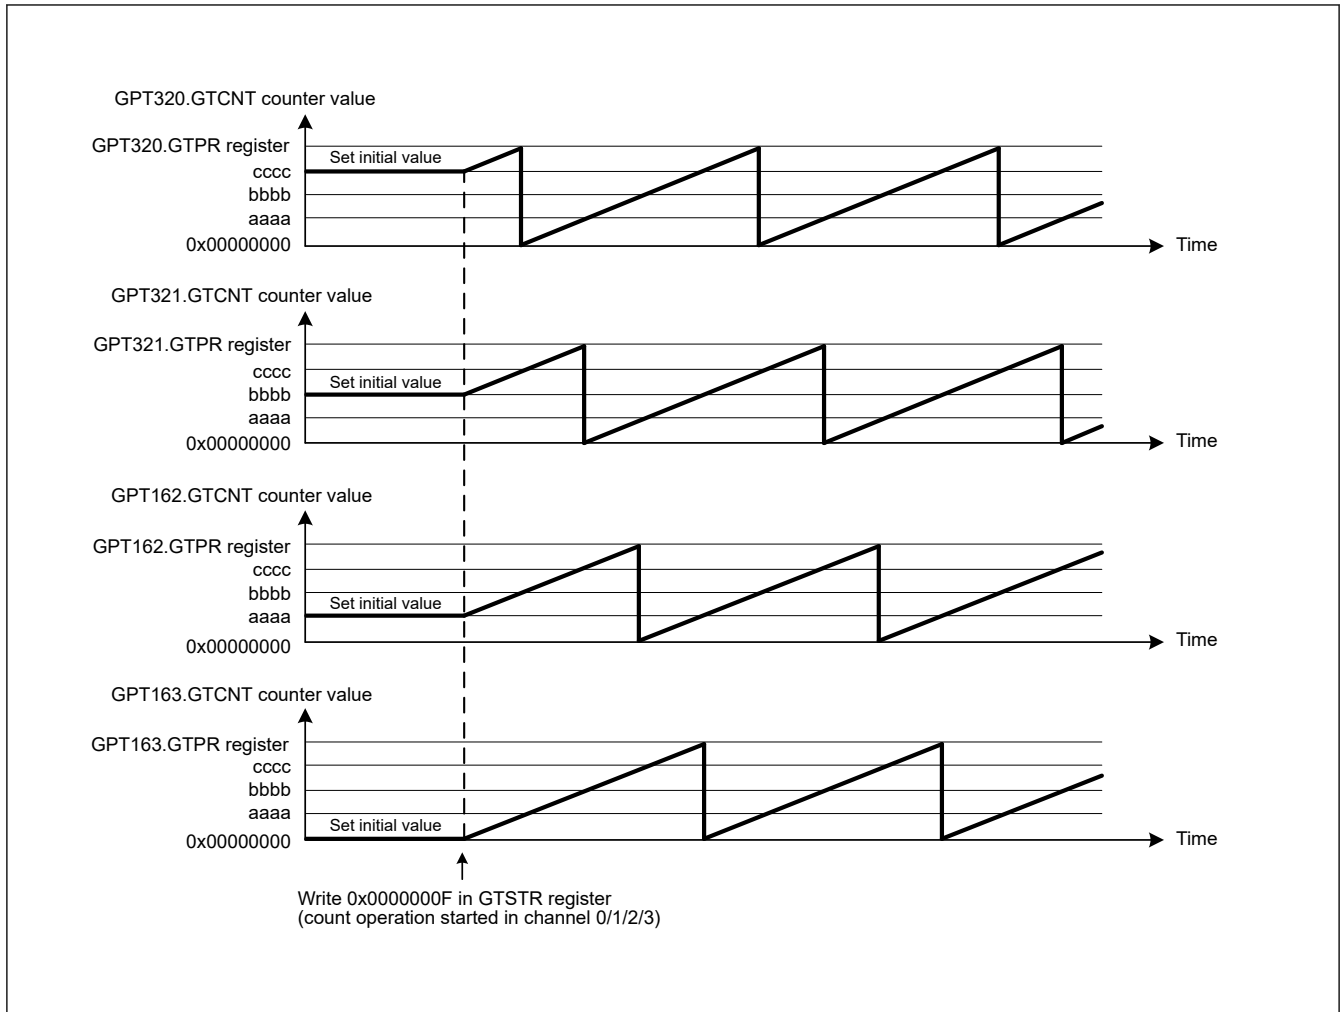 GPT320.GTCNT counter value
GPT320.GTPR register
Set initial value
cccc
bbbb
aaaa
0x00000000
Time
GPT321.GTCNT counter value
GPT321.GTPR register
cccc
Set initial value
bbbb
aaaa
0x00000000
Time
GPT162.GTCNT counter value
GPT162.GTPR register
cccc
bbbb
Set initial value
aaaa
0x00000000
Time
GPT163.GTCNT counter value
GPT163.GTPR register
cccc
bbbb
aaaa
Set initial value
0x00000000
Time
Write 0x0000000F in GTSTR register
(count operation started in channel 0/1/2/3)